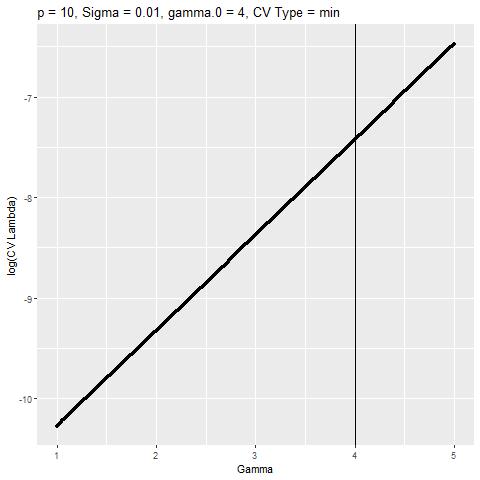 p = 10, Sigma = 0.01, gamma.0 = 4, CV Type = min
log(CV Lambda)
-7
-8
-9
-10
1 2 3 4 5
Gamma